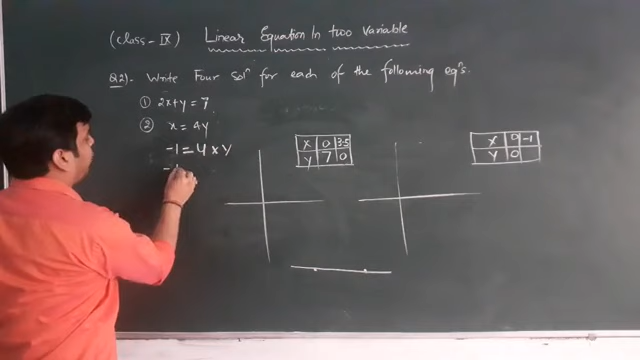 (Class - IX) Linear Equation In two Variable
Q2)- Write Four Solⁿ for each of the following eqⁿs.
① 2x+y = 7
② x = 4y
-1 = 4 x y
-1
x 0 3.5
y 7 0
x 0 -1
y 0